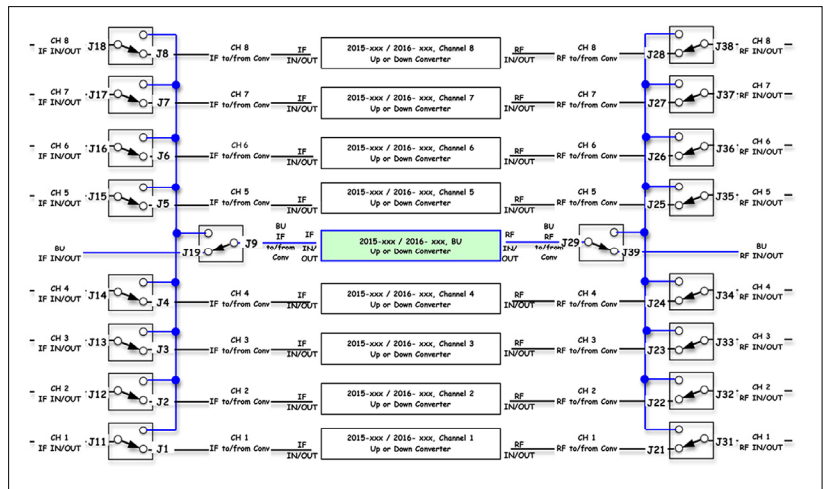 CH 8
IF IN/OUT
J18
J8
CH 8
IF to/from Conv
IF
IN/OUT
2015-xxx / 2016-xxx, Channel 8
Up or Down Converter
RF
IN/OUT
CH 8
RF to/from Conv
J28
J38
CH 8
RF IN/OUT
CH 7
IF IN/OUT
J17
J7
CH 7
IF to/from Conv
IF
IN/OUT
2015-xxx / 2016- xxx, Channel 7
Up or Down Converter
RF
IN/OUT
CH 7
RF to/from Conv
J27
J37
CH 7
RF IN/OUT
CH 6
IF IN/OUT
J16
J6
CH 6
IF to/from Conv
IF
IN/OUT
2015-xxx / 2016- xxx, Channel 6
Up or Down Converter
RF
IN/OUT
CH 6
RF to/from Conv
J26
J36
CH 6
RF IN/OUT
CH 5
IF IN/OUT
J15
J5
CH 5
IF to/from Conv
IF
IN/OUT
2015-xxx / 2016- xxx, Channel 5
Up or Down Converter
RF
IN/OUT
CH 5
RF to/from Conv
J25
J35
CH 5
RF IN/OUT
BU
IF IN/OUT
J19
J9
BU
IF
to/from
Conv
IF
IN/
OUT
2015-xxx / 2016- xxx, BU
Up or Down Converter
RF
IN/
OUT
BU
RF
to/from
Conv
J29
J39
BU
RF IN/OUT
CH 4
IF IN/OUT
J14
J4
CH 4
IF to/from Conv
IF
IN/OUT
2015-xxx / 2016- xxx, Channel 4
Up or Down Converter
RF
IN/OUT
CH 4
RF to/from Conv
J24
J34
CH 4
RF IN/OUT
CH 3
IF IN/OUT
J13
J3
CH 3
IF to/from Conv
IF
IN/OUT
2015-xxx / 2016- xxx, Channel 3
Up or Down Converter
RF
IN/OUT
CH 3
RF to/from Conv
J23
J33
CH 3
RF IN/OUT
CH 2
IF IN/OUT
J12
J2
CH 2
IF to/from Conv
IF
IN/OUT
2015-xxx / 2016- xxx, Channel 2
Up or Down Converter
RF
IN/OUT
CH 2
RF to/from Conv
J22
J32
CH 2
RF IN/OUT
CH 1
IF IN/OUT
J11
J1
CH 1
IF to/from Conv
IF
IN/OUT
2015-xxx / 2016- xxx, Channel 1
Up or Down Converter
RF
IN/OUT
CH 1
RF to/from Conv
J21
J31
CH 1
RF IN/OUT